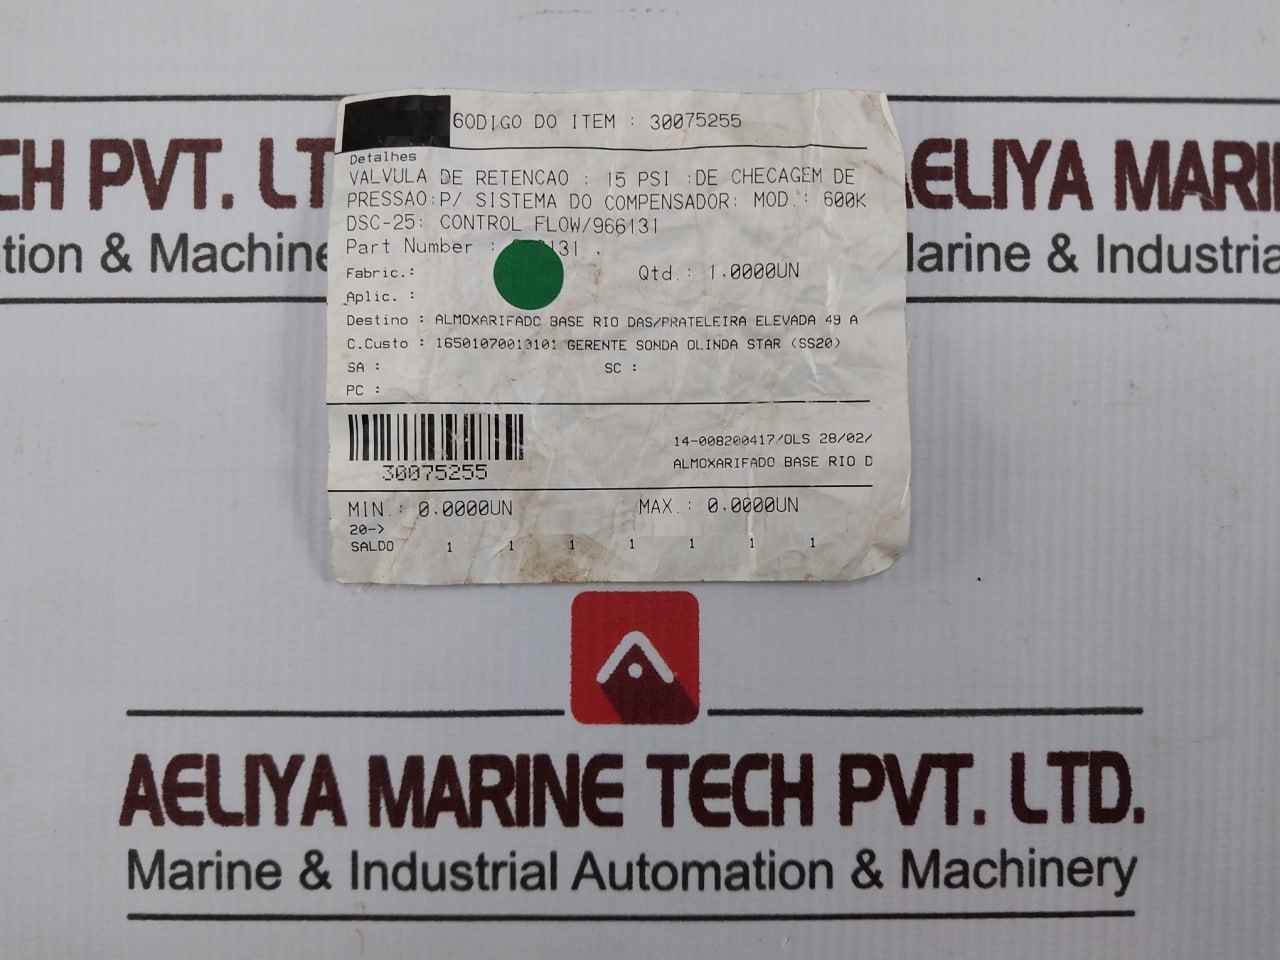 6ODIGO DO ITEM : 30075255
Detalhes
VALVULA DE RETENCAO : 15 PSI :DE CHECAGEM DE
PRESSAO:P/ SISTEMA DO COMPENSADOR: MOD.: 600K
DSC-25: CONTROL FLOW/966131
Part Number :
Fabric.: Qtd.: 1.0000UN
Aplic. :
Destino : ALMOXARIFADO BASE RIO DAS/PRATELEIRA ELEVADA 49 A
C.Custo : 16501070013101 GERENTE SONDA OLINDA STAR (SS20)
SA : SC :
PC :
14-008200417/OLS 28/02/
ALMOXARIFADO BASE RIO D
30075255
MIN.: 0.0000UN MAX.: 0.0000UN
20->
SALDO 1 1 1 1 1 1 1
TECH PVT. LT
tion & Machine
AELIYA MARI
Marine & Industria
AELIYA MARINE TECH PVT. LTD.
Marine & Industrial Automation & Machinery